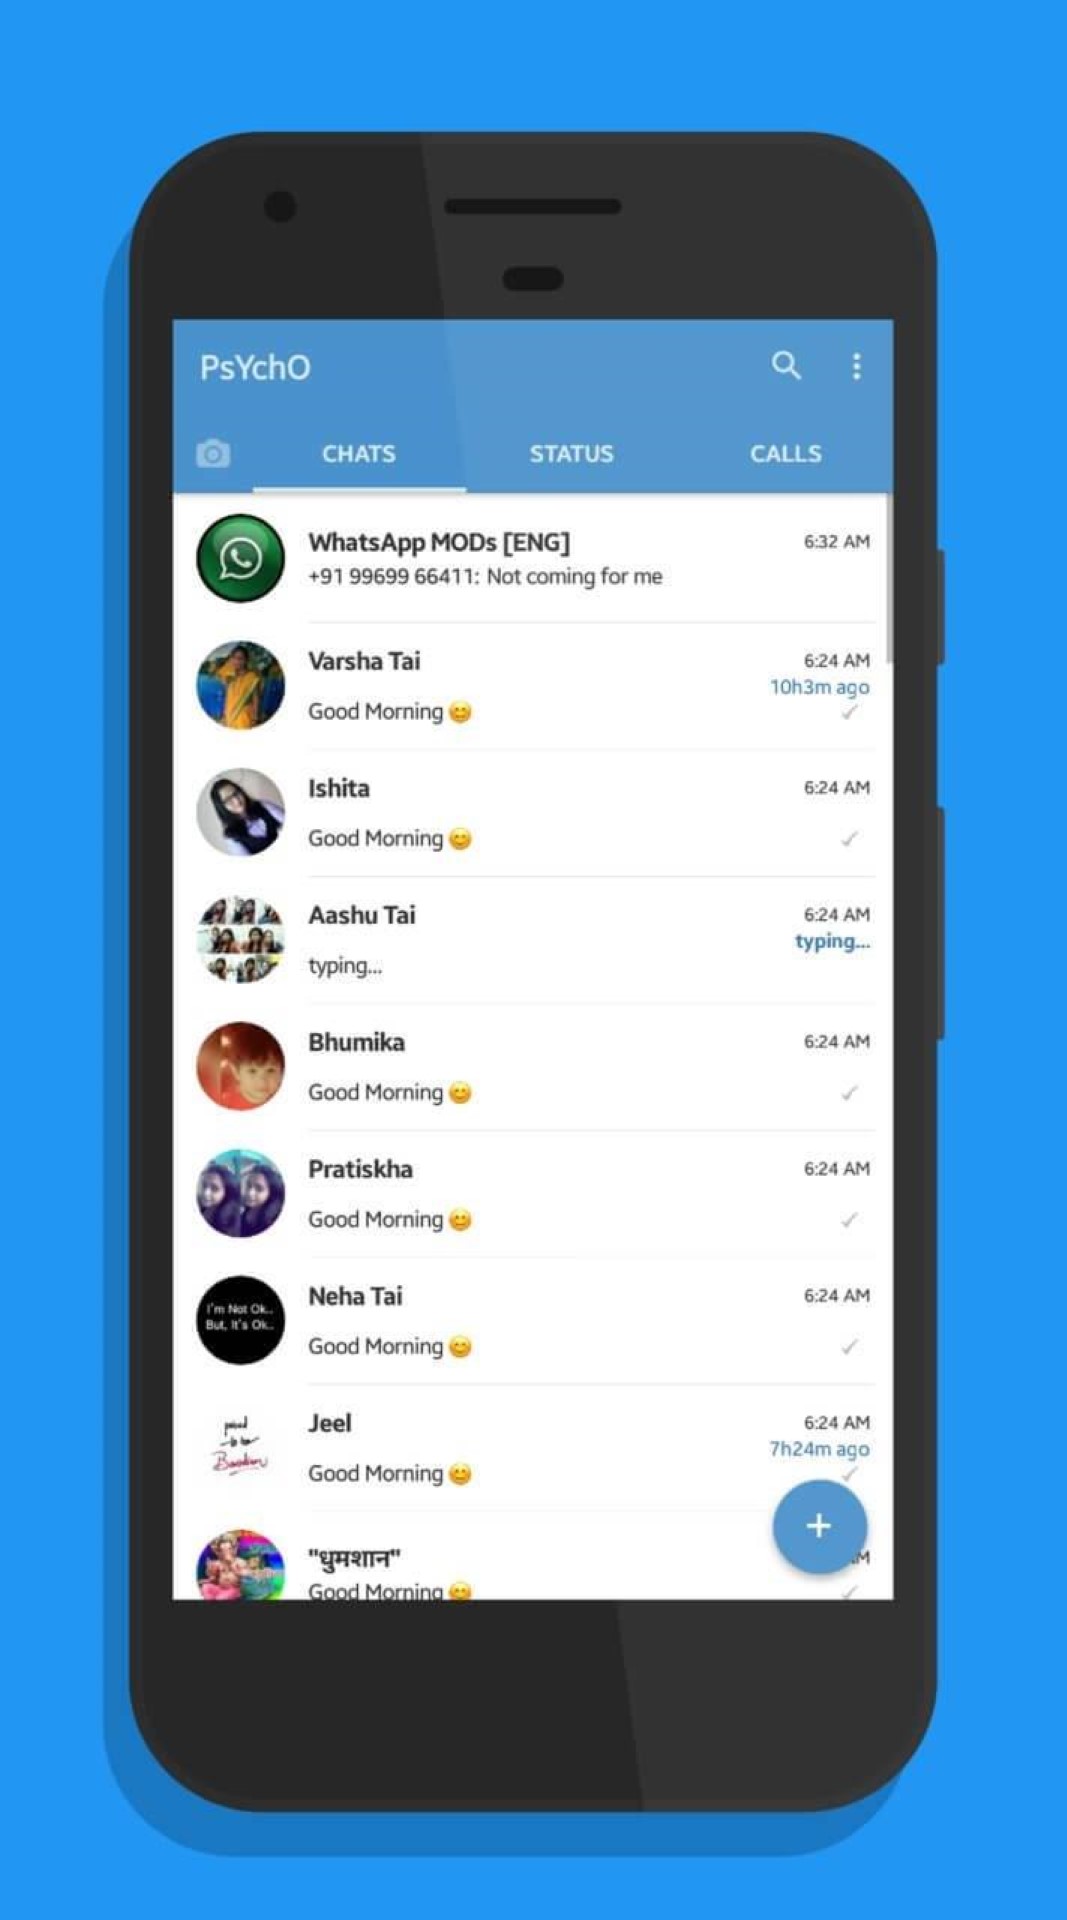 PsYchO
CHATS STATUS CALLS
WhatsApp MODs [ENG] 6:32 AM
+91 99699 66411: Not coming for me
Varsha Tai 6:24 AM
10h3m ago
Good Morning 😊
Ishita 6:24 AM
Good Morning 😊
Aashu Tai 6:24 AM
typing...
typing...
Bhumika 6:24 AM
Good Morning 😊
Pratiskha 6:24 AM
Good Morning 😊
I'm Not Ok..
But, It's Ok..
Neha Tai 6:24 AM
Good Morning 😊
proud
to be
Jeel 6:24 AM
7h24m ago
Good Morning 😊
"धुमशान"
Good Morning 😊